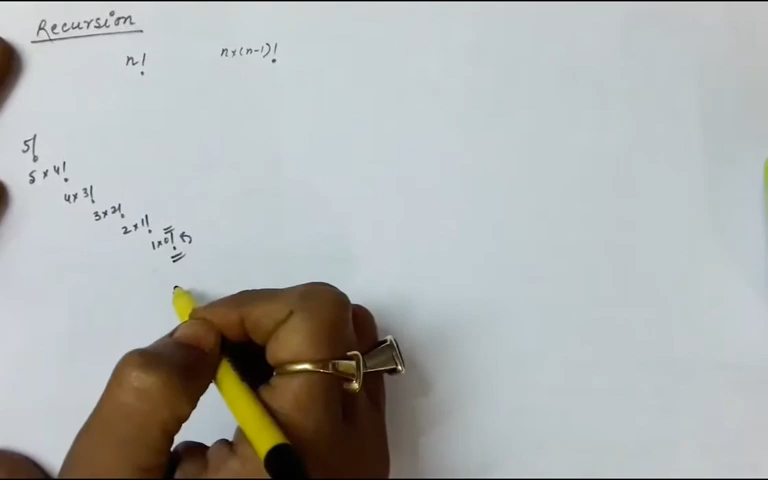 Recursion
n! n×(n-1)!
5!
5 × 4!
4 × 3!
3 × 2!
2 × 1!
1 × 0!